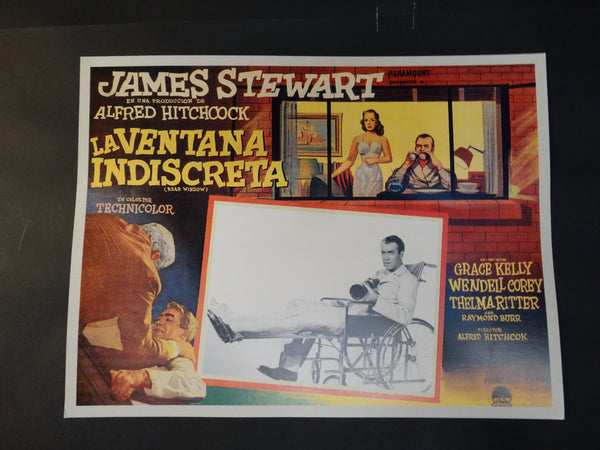 JAMES STEWART
PARAMOUNT
presenta a:
EN UNA PRODUCCION DE
ALFRED HITCHCOCK
LA VENTANA
INDISCRETA
(REAR WINDOW)
EN COLOR POR
TECHNICOLOR
GRACE KELLY
WENDELL COREY
THELMA RITTER
RAYMOND BURR
DIRECTOR
ALFRED HITCHCOK